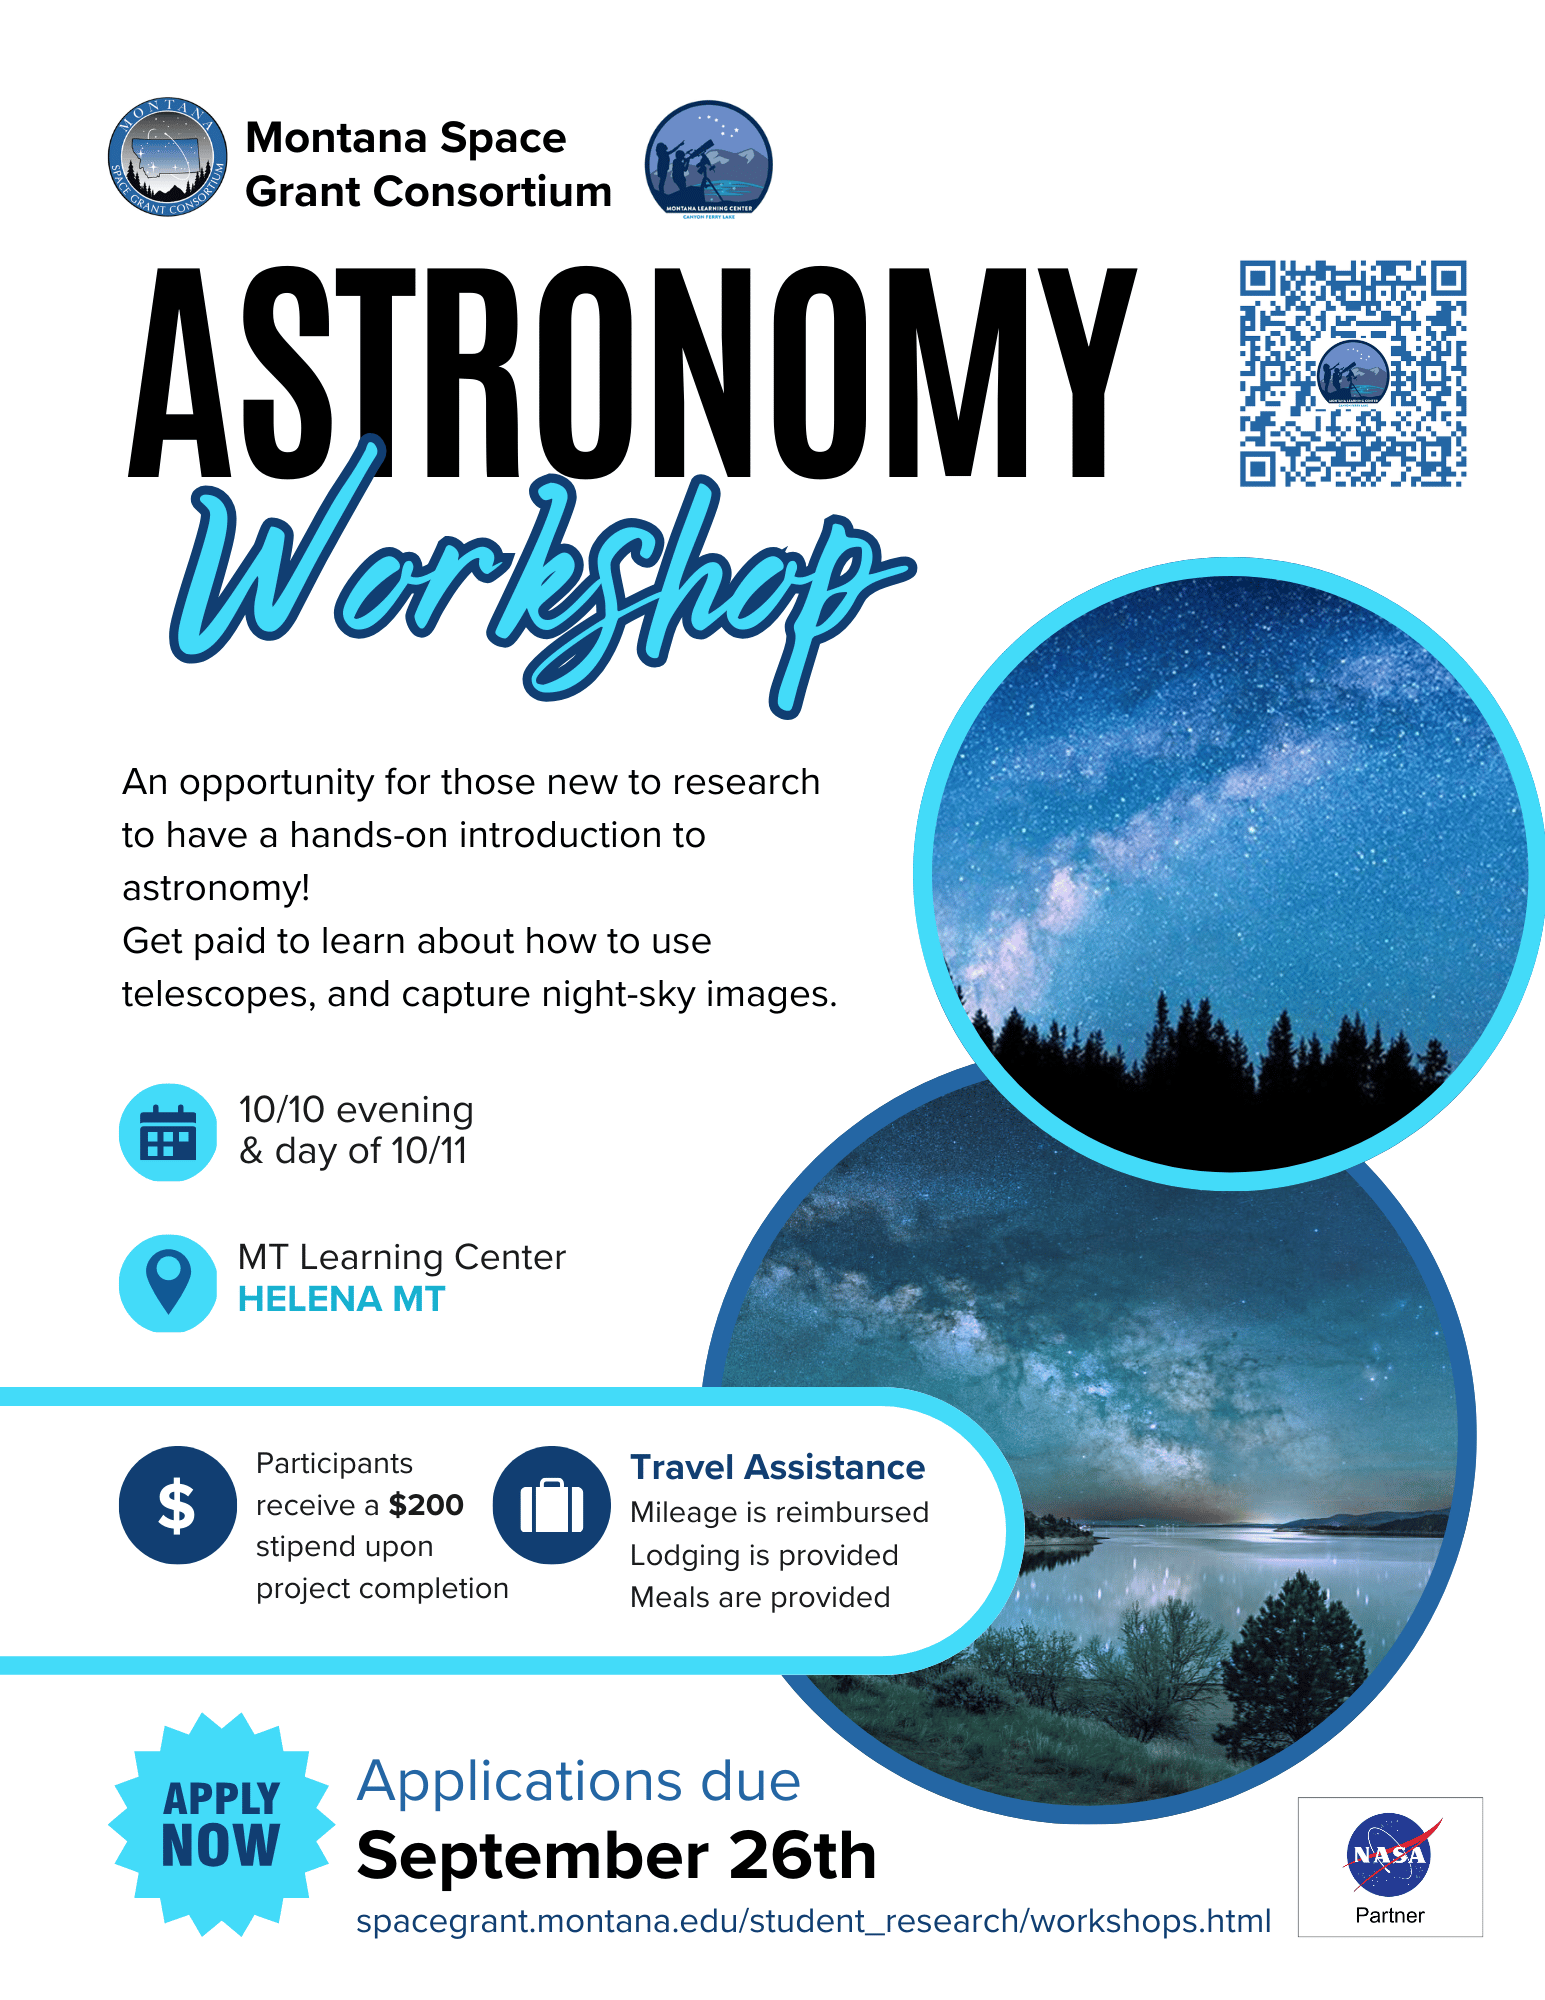 MONTANA
SPACE GRANT CONSORTIUM
Montana Space
Grant Consortium
MONTANA LEARNING CENTER
CANYON FERRY LAKE
ASTRONOMY
Workshop
MONTANA LEARNING CENTER
An opportunity for those new to research
to have a hands-on introduction to
astronomy!
Get paid to learn about how to use
telescopes, and capture night-sky images.
10/10 evening
& day of 10/11
MT Learning Center
HELENA MT
$
Participants
receive a $200
stipend upon
project completion
Travel Assistance
Mileage is reimbursed
Lodging is provided
Meals are provided
APPLY
NOW
Applications due
September 26th
spacegrant.montana.edu/student_research/workshops.html
NASA
Partner